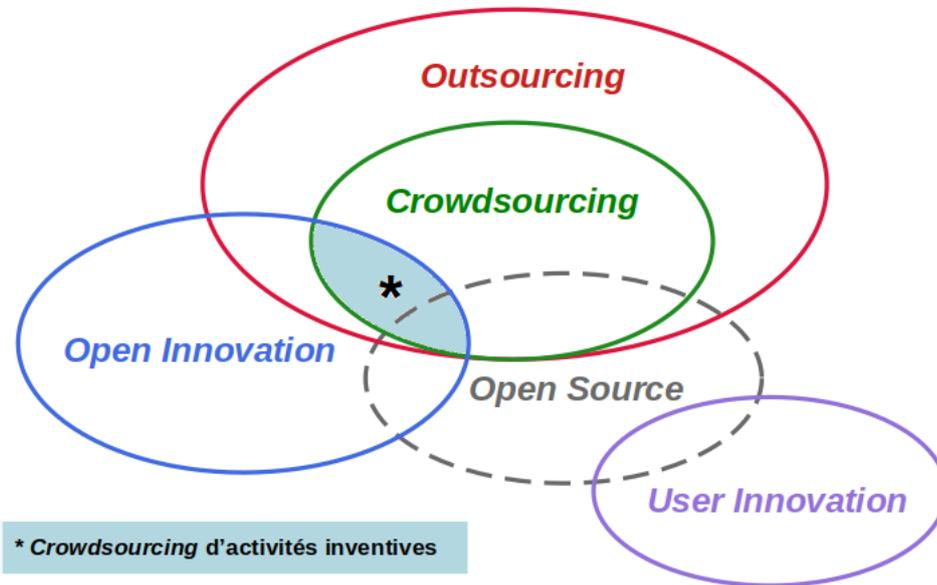 Outsourcing
Crowdsourcing
*
Open Innovation
Open Source
User Innovation
* Crowdsourcing d’activités inventives